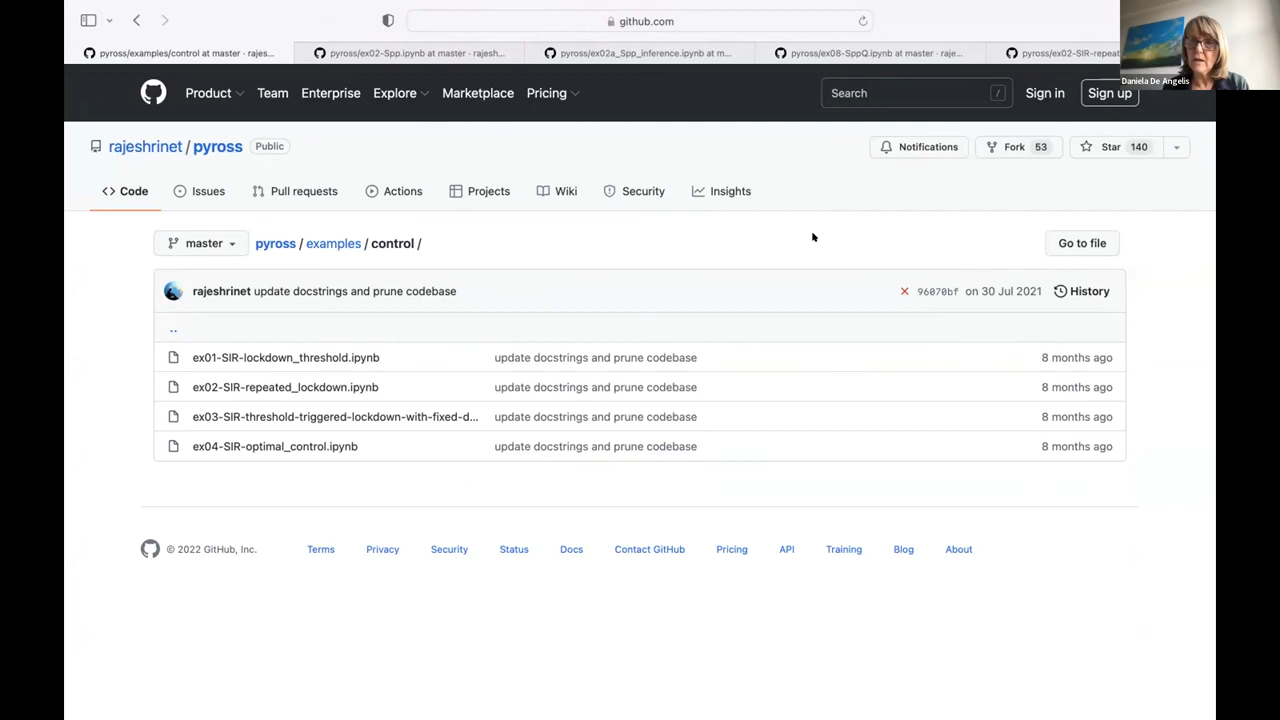 github.com
pyross/examples/control at master · rajes...
pyross/ex02-Spp.ipynb at master · rajesh...
pyross/ex02a_Spp_inference.ipynb at m...
pyross/ex08-SppQ.ipynb at master · raje...
pyross/ex02-SIR-repeat
Daniela De Angelis
Product Team Enterprise Explore Marketplace Pricing
Search /
Sign in
Sign up
rajeshrinet / pyross Public
Notifications
Fork 53
Star 140
Code Issues Pull requests Actions Projects Wiki Security Insights
master
pyross / examples / control /
Go to file
rajeshrinet update docstrings and prune codebase
96070bf on 30 Jul 2021 History
..
ex01-SIR-lockdown_threshold.ipynb update docstrings and prune codebase 8 months ago
ex02-SIR-repeated_lockdown.ipynb update docstrings and prune codebase 8 months ago
ex03-SIR-threshold-triggered-lockdown-with-fixed-d... update docstrings and prune codebase 8 months ago
ex04-SIR-optimal_control.ipynb update docstrings and prune codebase 8 months ago
© 2022 GitHub, Inc. Terms Privacy Security Status Docs Contact GitHub Pricing API Training Blog About